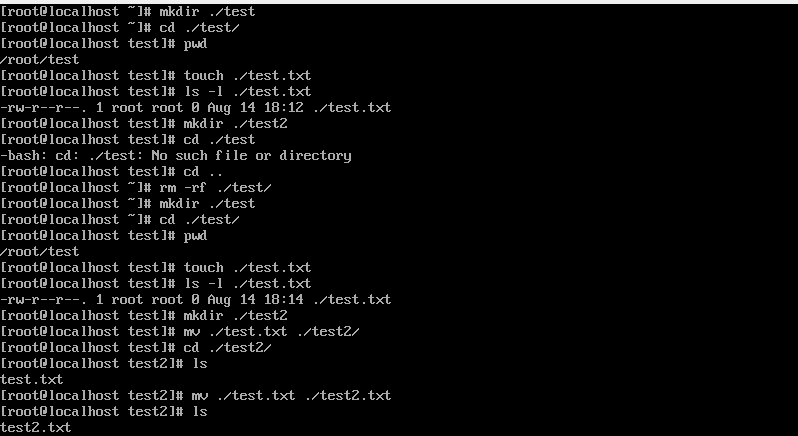 [root@localhost ~]# mkdir ./test
[root@localhost ~]# cd ./test/
[root@localhost test]# pwd
/root/test
[root@localhost test]# touch ./test.txt
[root@localhost test]# ls -l ./test.txt
-rw-r--r--. 1 root root 0 Aug 14 18:12 ./test.txt
[root@localhost test]# mkdir ./test2
[root@localhost test]# cd ./test
-bash: cd: ./test: No such file or directory
[root@localhost test]# cd ..
[root@localhost ~]# rm -rf ./test/
[root@localhost ~]# mkdir ./test
[root@localhost ~]# cd ./test/
[root@localhost test]# pwd
/root/test
[root@localhost test]# touch ./test.txt
[root@localhost test]# ls -l ./test.txt
-rw-r--r--. 1 root root 0 Aug 14 18:14 ./test.txt
[root@localhost test]# mkdir ./test2
[root@localhost test]# mv ./test.txt ./test2/
[root@localhost test]# cd ./test2/
[root@localhost test2]# ls
test.txt
[root@localhost test2]# mv ./test.txt ./test2.txt
[root@localhost test2]# ls
test2.txt